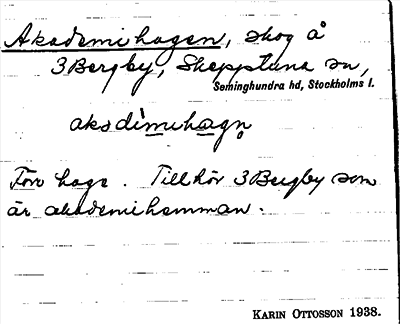 Akademihagen, skog å
3 Bergby, Skepptuna sn,
Seminghundra hd, Stockholms l.
aksdìmihagn̥
Förr hage. Tillhör 3 Bergby som
är akademihemman.
KARIN OTTOSSON 1938.